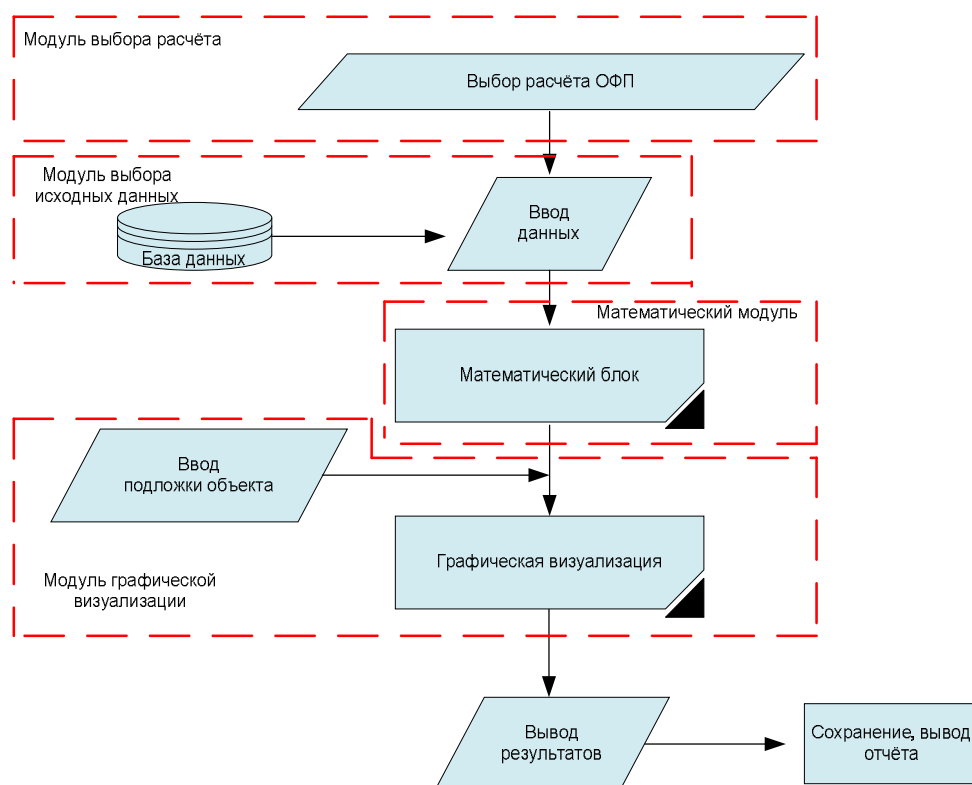 Модуль выбора расчёта
Выбор расчёта ОФП
Модуль выбора
исходных данных
База данных
Ввод
данных
Математический модуль
Математический блок
Ввод
подложки объекта
Графическая визуализация
Модуль графической
визуализации
Вывод
результатов
Сохранение, вывод
отчёта